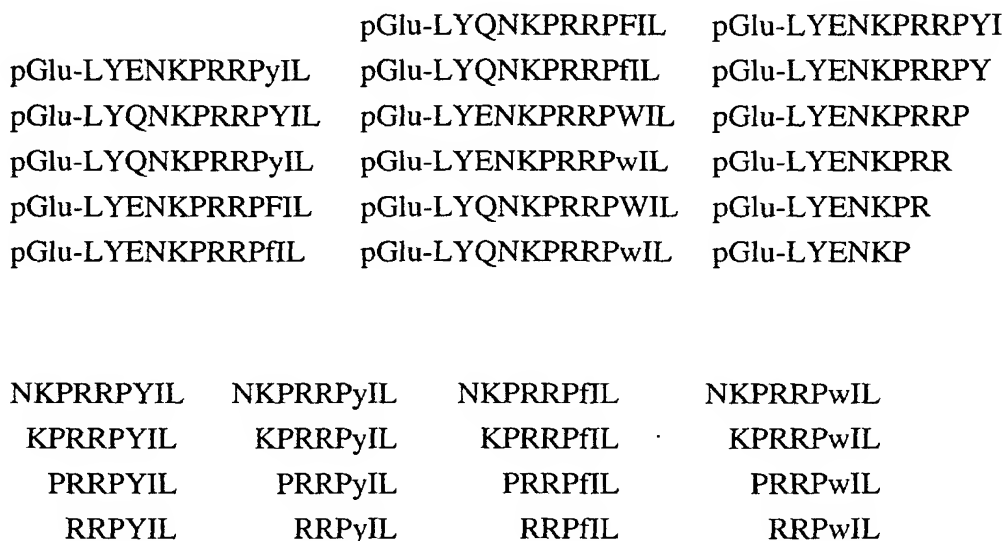 pGlu-LYQNKPRRPFIL pGlu-LYENKPRRPYI
pGlu-LYENKPRRPyIL pGlu-LYQNKPRRPfIL pGlu-LYENKPRRPY
pGlu-LYQNKPRRPYIL pGlu-LYENKPRRPWIL pGlu-LYENKPRRP
pGlu-LYQNKPRRPyIL pGlu-LYENKPRRPwIL pGlu-LYENKPRR
pGlu-LYENKPRRPFIL pGlu-LYQNKPRRPWIL pGlu-LYENKPR
pGlu-LYENKPRRPfIL pGlu-LYQNKPRRPwIL pGlu-LYENKP
NKPRRPYIL NKPRRPyIL NKPRRPfIL NKPRRPwIL
KPRRPYIL KPRRPyIL KPRRPfIL KPRRPwIL
PRRPYIL PRRPyIL PRRPfIL PRRPwIL
RRPYIL RRPyIL RRPfIL RRPwIL